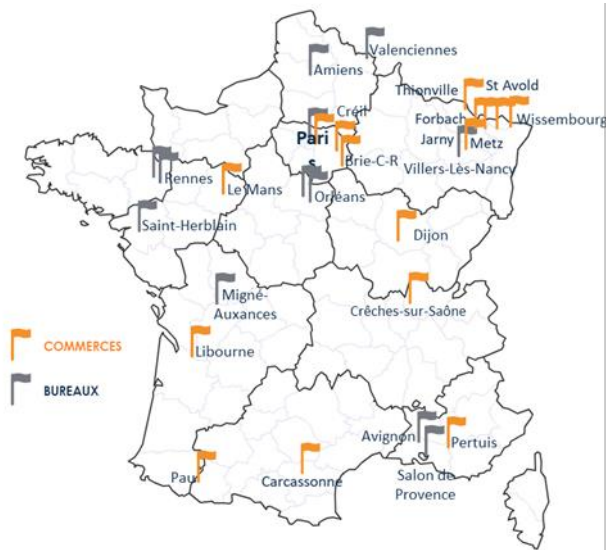 Valenciennes
Amiens
Thionville
St Avold
Créil
Forbach
Wissembourg
Pari
s
Jarny
Metz
Brie-C-R
Villers-Lès-Nancy
Rennes
Le Mans
Orléans
Saint-Herblain
Dijon
Migné-
Auxances
Crêches-sur-Saône
COMMERCES
Libourne
BUREAUX
Avignon
Pertuis
Pau
Carcassonne
Salon de
Provence